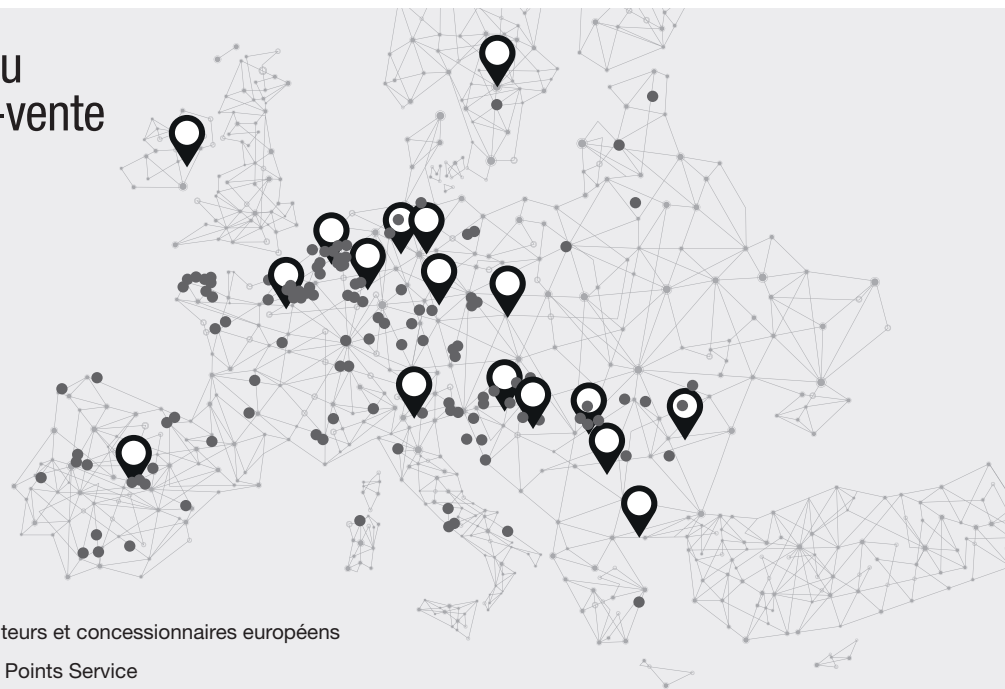 u
-vente
teurs et concessionnaires européens
Points Service